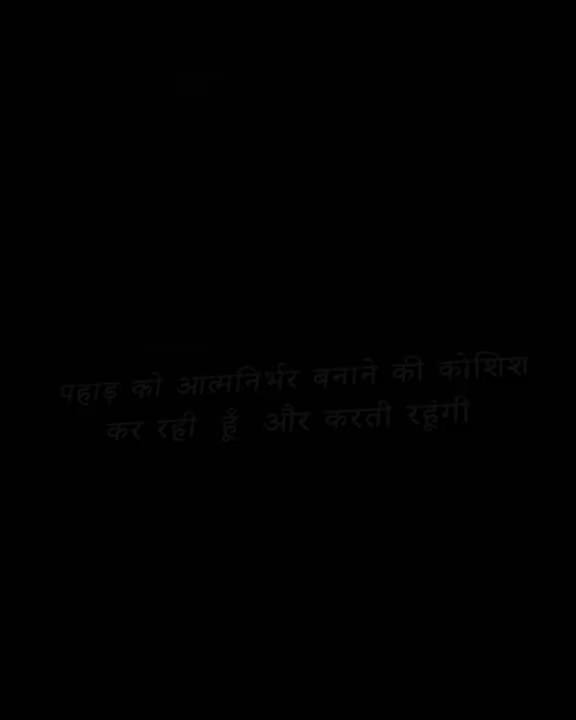 पहाड़ को आत्मनिर्भर बनाने की कोशिश
कर रही हूँ और करती रहूंगी